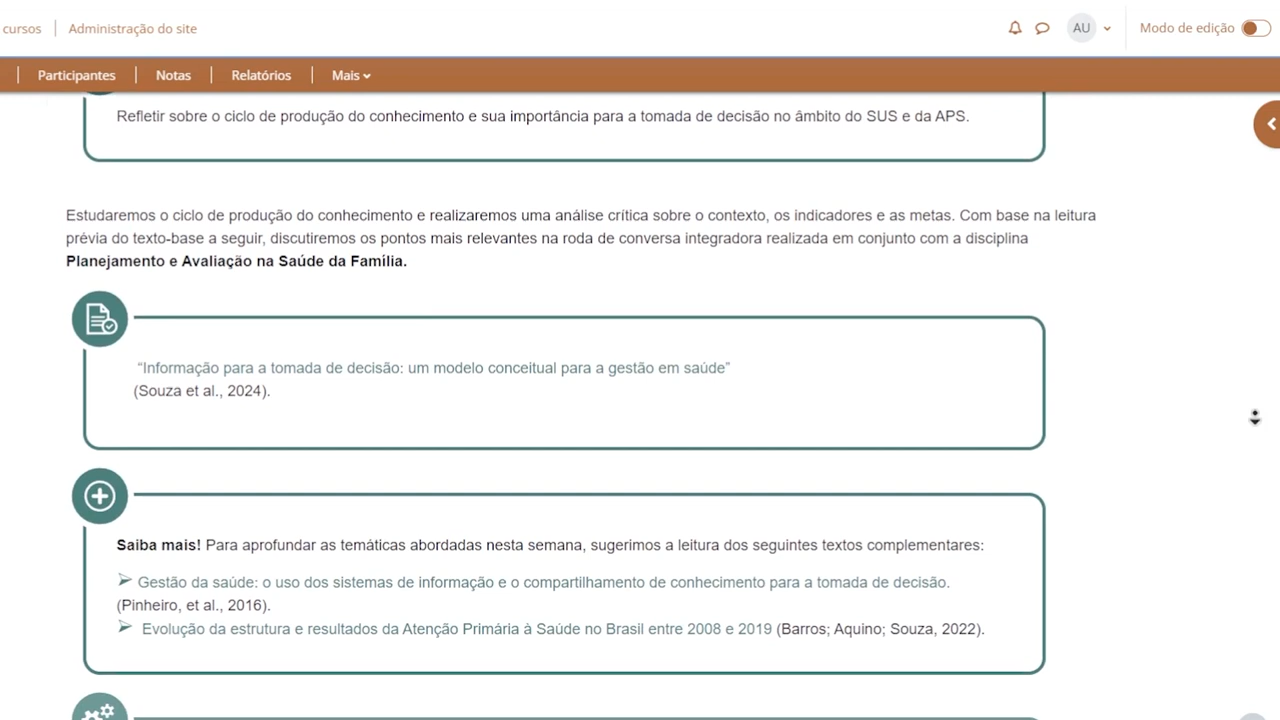 cursos
Administração do site
AU
Modo de edição
Participantes
Notas
Relatórios
Mais
Refletir sobre o ciclo de produção do conhecimento e sua importância para a tomada de decisão no âmbito do SUS e da APS.
Estudaremos o ciclo de produção do conhecimento e realizaremos uma análise crítica sobre o contexto, os indicadores e as metas. Com base na leitura
prévia do texto-base a seguir, discutiremos os pontos mais relevantes na roda de conversa integradora realizada em conjunto com a disciplina
Planejamento e Avaliação na Saúde da Família.
“Informação para a tomada de decisão: um modelo conceitual para a gestão em saúde”
(Souza et al., 2024).
Saiba mais! Para aprofundar as temáticas abordadas nesta semana, sugerimos a leitura dos seguintes textos complementares:
➢ Gestão da saúde: o uso dos sistemas de informação e o compartilhamento de conhecimento para a tomada de decisão.
(Pinheiro, et al., 2016).
➢ Evolução da estrutura e resultados da Atenção Primária à Saúde no Brasil entre 2008 e 2019 (Barros; Aquino; Souza, 2022).